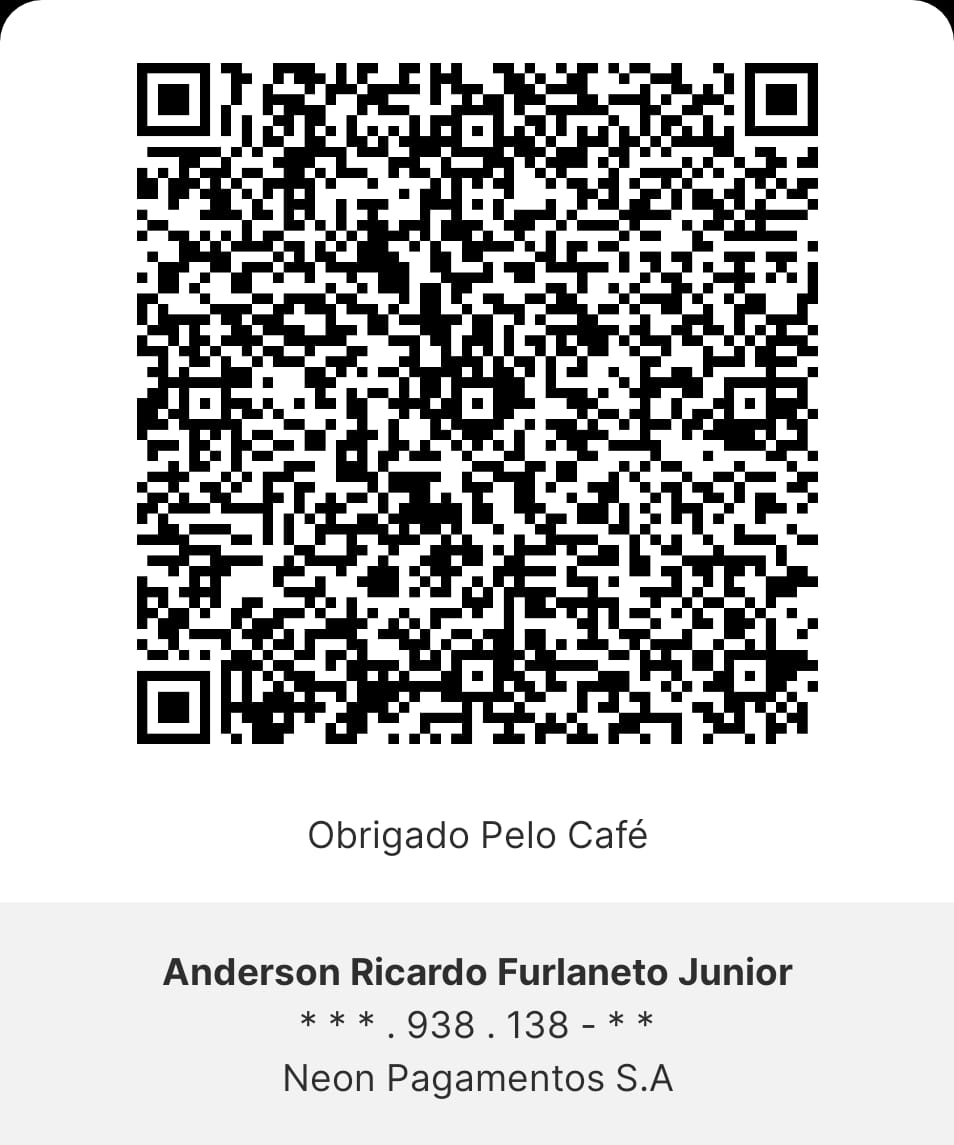 Obrigado Pelo Café
Anderson Ricardo Furlaneto Junior
* * * . 938 . 138 - * *
Neon Pagamentos S.A